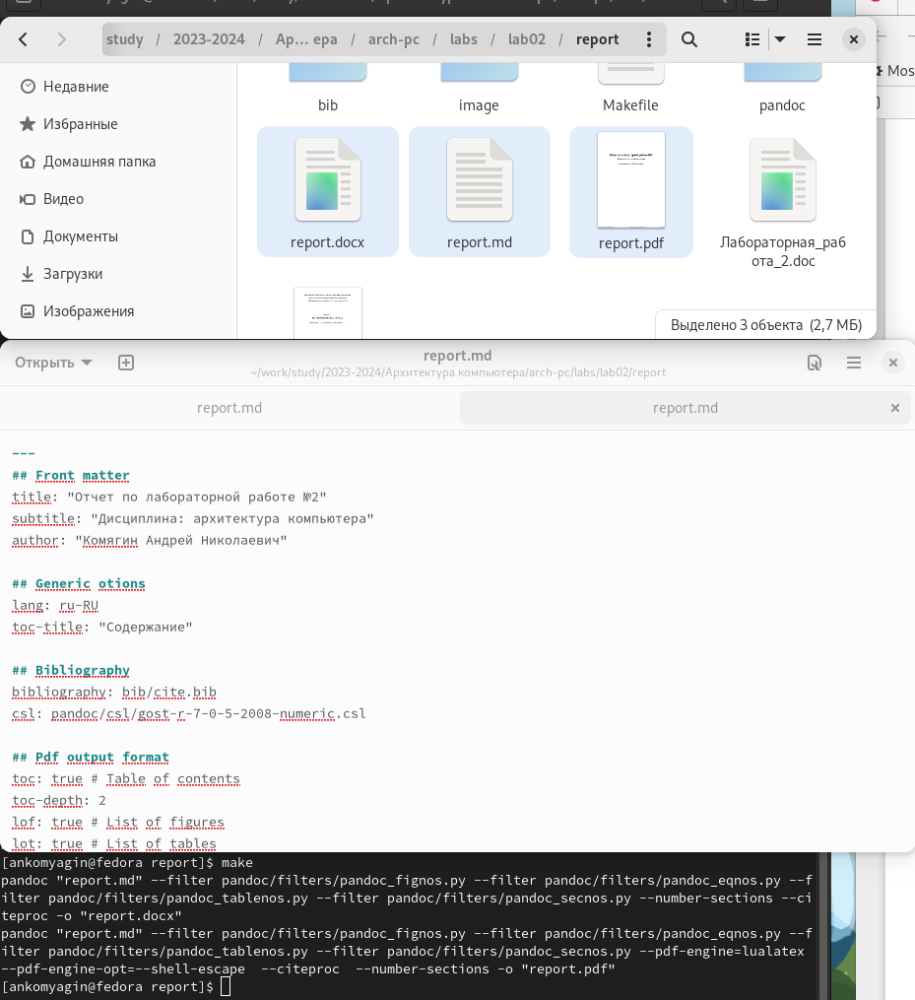 study / 2023-2024 / Ар... ера / arch-pc / labs / lab02 / report
Mos
Недавние
Избранные
Домашняя папка
Видео
Документы
Загрузки
Изображения
bib
image
Makefile
pandoc
report.docx
report.md
report.pdf
Лабораторная_раб
ота_2.doc
Выделено 3 объекта (2,7 МБ)
Открыть
report.md
~/work/study/2023-2024/Архитектура компьютера/arch-pc/labs/lab02/report
report.md
report.md
---
## Front matter
title: "Отчет по лабораторной работе №2"
subtitle: "Дисциплина: архитектура компьютера"
author: "Комягин Андрей Николаевич"
## Generic otions
lang: ru-RU
toc-title: "Содержание"
## Bibliography
bibliography: bib/cite.bib
csl: pandoc/csl/gost-r-7-0-5-2008-numeric.csl
## Pdf output format
toc: true # Table of contents
toc-depth: 2
lof: true # List of figures
lot: true # List of tables
[ankomyagin@fedora report]$ make
pandoc "report.md" --filter pandoc/filters/pandoc_fignos.py --filter pandoc/filters/pandoc_eqnos.py --f
ilter pandoc/filters/pandoc_tablenos.py --filter pandoc/filters/pandoc_secnos.py --number-sections --ci
teproc -o "report.docx"
pandoc "report.md" --filter pandoc/filters/pandoc_fignos.py --filter pandoc/filters/pandoc_eqnos.py --f
ilter pandoc/filters/pandoc_tablenos.py --filter pandoc/filters/pandoc_secnos.py --pdf-engine=lualatex
--pdf-engine-opt=--shell-escape  --citeproc  --number-sections -o "report.pdf"
[ankomyagin@fedora report]$